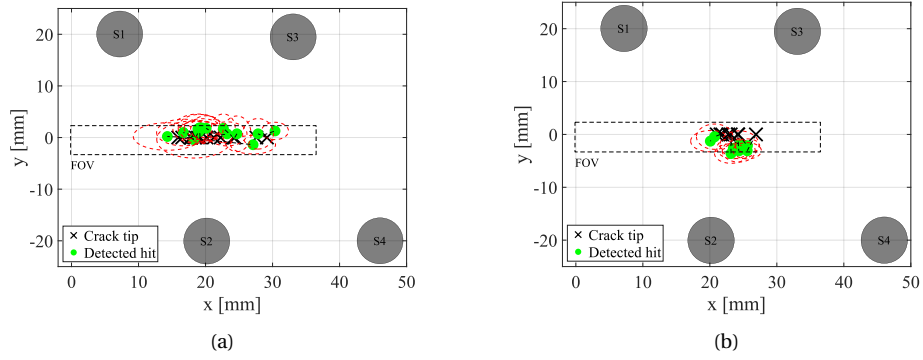 20
10
0
-10
-20
y [mm]
S1
S3
FOV
S2
S4
Crack tip
Detected hit
0
10
20
30
40
50
x [mm]
(a)
20
10
0
-10
-20
y [mm]
S1
S3
FOV
S2
S4
Crack tip
Detected hit
0
10
20
30
40
50
x [mm]
(b)